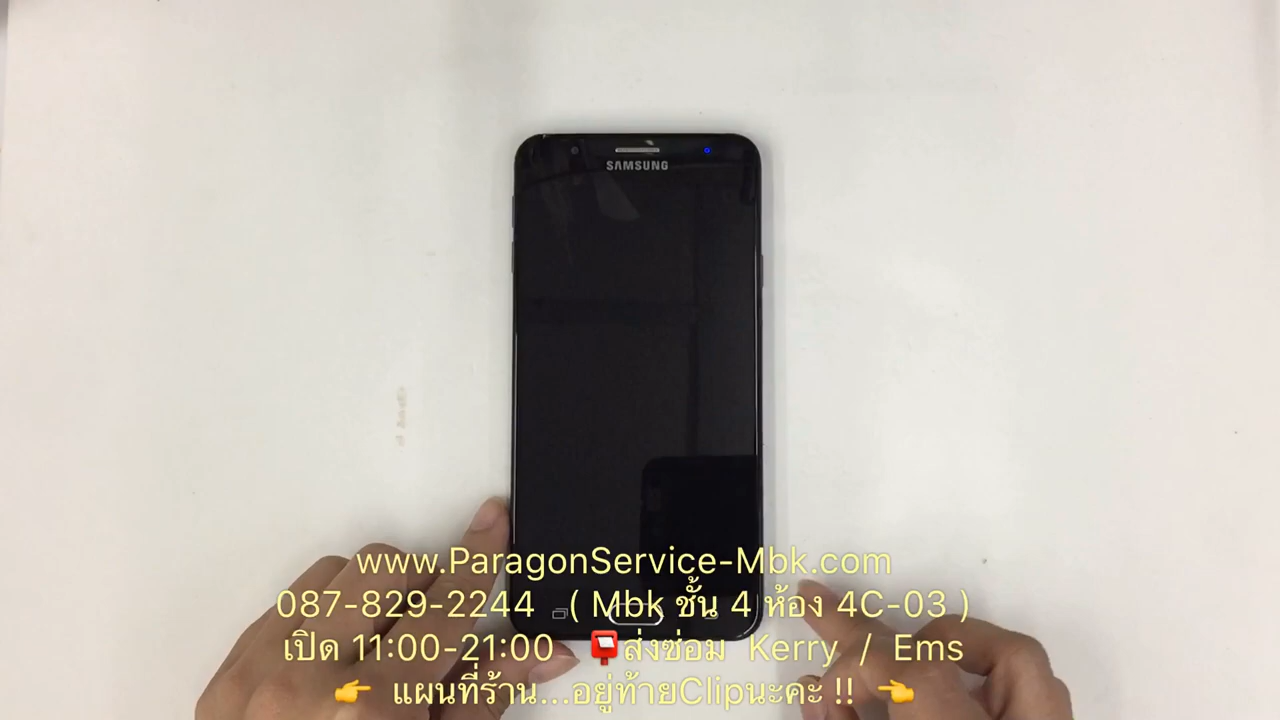 SAMSUNG
www.ParagonService-Mbk.com
087-829-2244 ( Mbk ชั้น 4 ห้อง 4C-03 )
เปิด 11:00-21:00 📮ส่งซ่อม Kerry / Ems
👉 แผนที่ร้าน...อยู่ท้ายClipนะคะ !! 👈